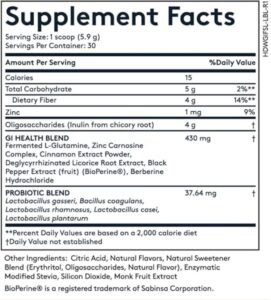 Supplement Facts
Serving Size: 1 scoop (5.9 g)
Servings Per Container: 30
Amount Per Serving %Daily Value
Calories 15
Total Carbohydrate 5 g 2%**
Dietary Fiber 4 g 14%**
Zinc 1 mg 9%
Oligosaccharides (Inulin from chicory root) 4 g †
GI HEALTH BLEND 430 mg †
Fermented L-Glutamine, Zinc Carnosine
Complex, Cinnamon Extract Powder,
Deglycyrrhizinated Licorice Root Extract, Black
Pepper Extract (fruit) (BioPerine®), Berberine
Hydrochloride
PROBIOTIC BLEND 37.64 mg †
Lactobacillus gasseri, Bacillus coagulans,
Lactobacillus rhamnosus, Lactobacillus casei,
Lactobacillus plantarum
**Percent Daily Values are based on a 2,000 calorie diet
†Daily Value not established
Other Ingredients: Citric Acid, Natural Flavors, Natural Sweetener
Blend (Erythritol, Oligosaccharides, Natural Flavor), Enzymatic
Modified Stevia, Silicon Dioxide, Monk Fruit Extract
BioPerine® is a registered trademark of Sabinsa Corporation.
HDWGIFSL-LBL-R1